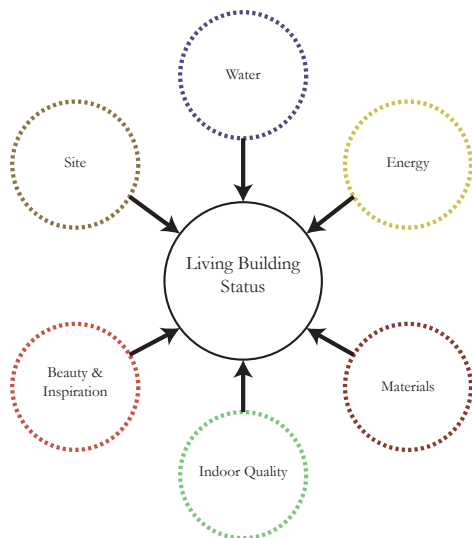 Water
Site
Energy
Living Building
Status
Beauty &
Inspiration
Materials
Indoor Quality